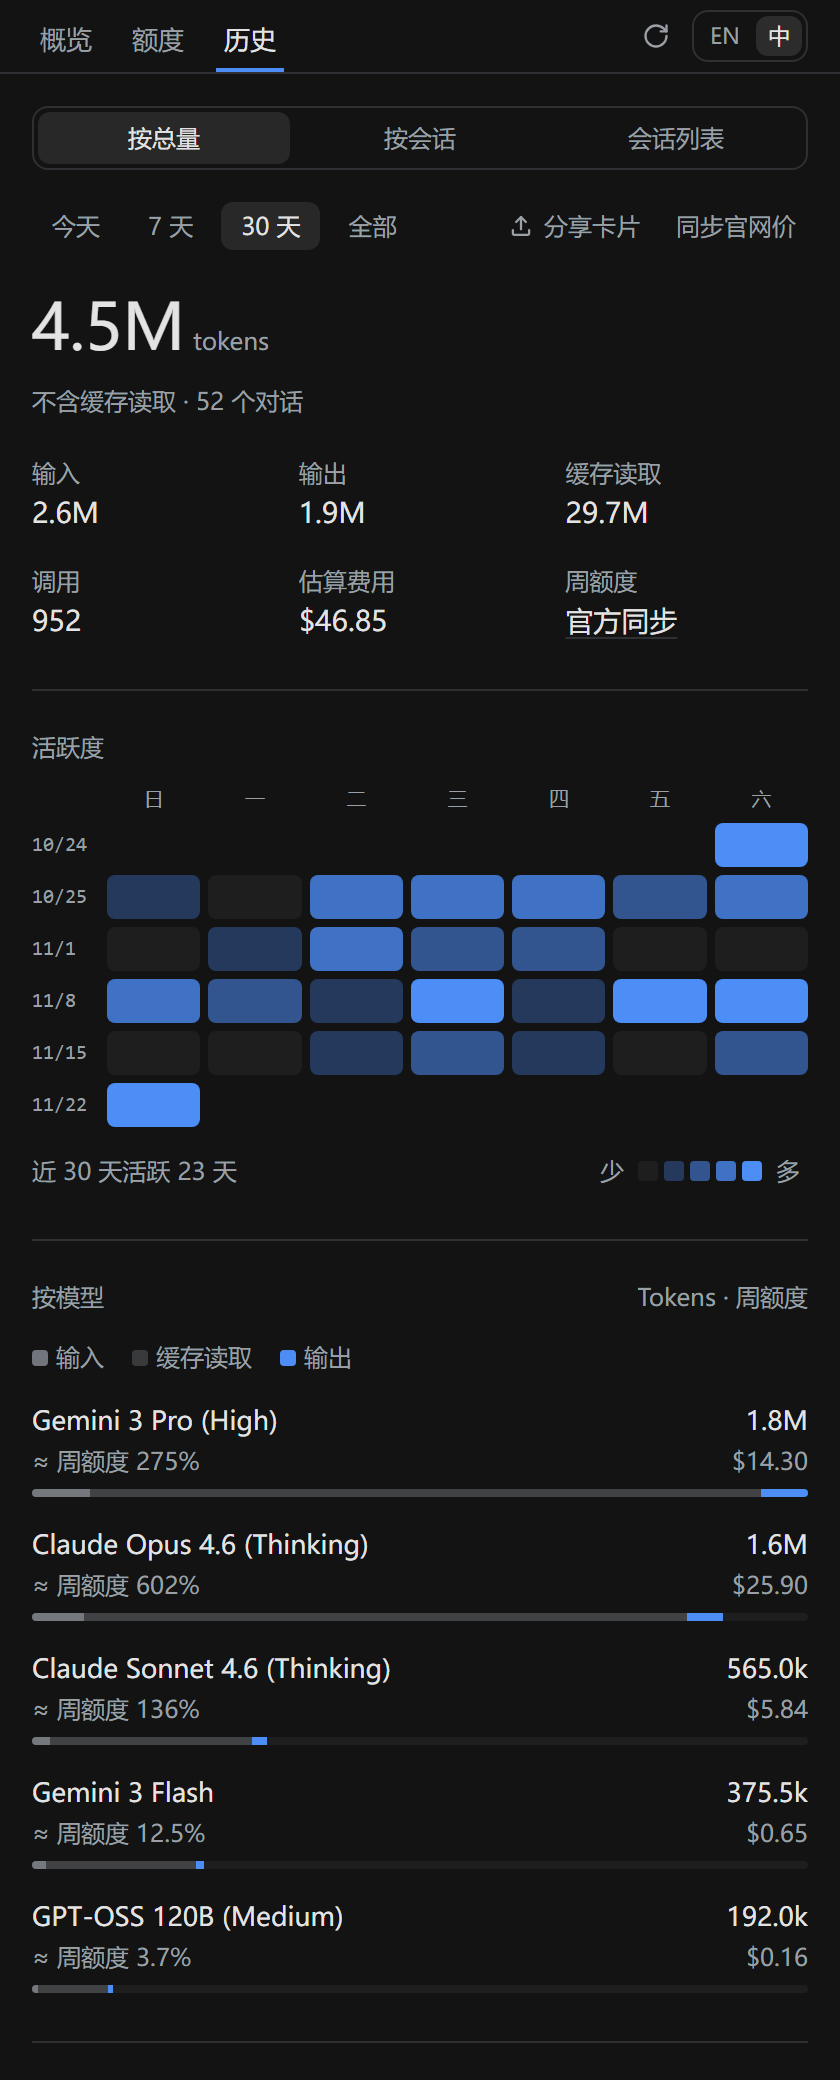 概览 额度 历史 EN 中
按总量 按会话 会话列表
今天 7 天 30 天 全部 分享卡片 同步官网价
4.5M tokens
不含缓存读取 · 52 个对话
输入 输出 缓存读取
2.6M 1.9M 29.7M
调用 估算费用 周额度
952 $46.85 官方同步
活跃度
日 一 二 三 四 五 六
10/24
10/25
11/1
11/8
11/15
11/22
近 30 天活跃 23 天 少 多
按模型 Tokens · 周额度
输入 缓存读取 输出
Gemini 3 Pro (High) 1.8M
≈ 周额度 275% $14.30
Claude Opus 4.6 (Thinking) 1.6M
≈ 周额度 602% $25.90
Claude Sonnet 4.6 (Thinking) 565.0k
≈ 周额度 136% $5.84
Gemini 3 Flash 375.5k
≈ 周额度 12.5% $0.65
GPT-OSS 120B (Medium) 192.0k
≈ 周额度 3.7% $0.16